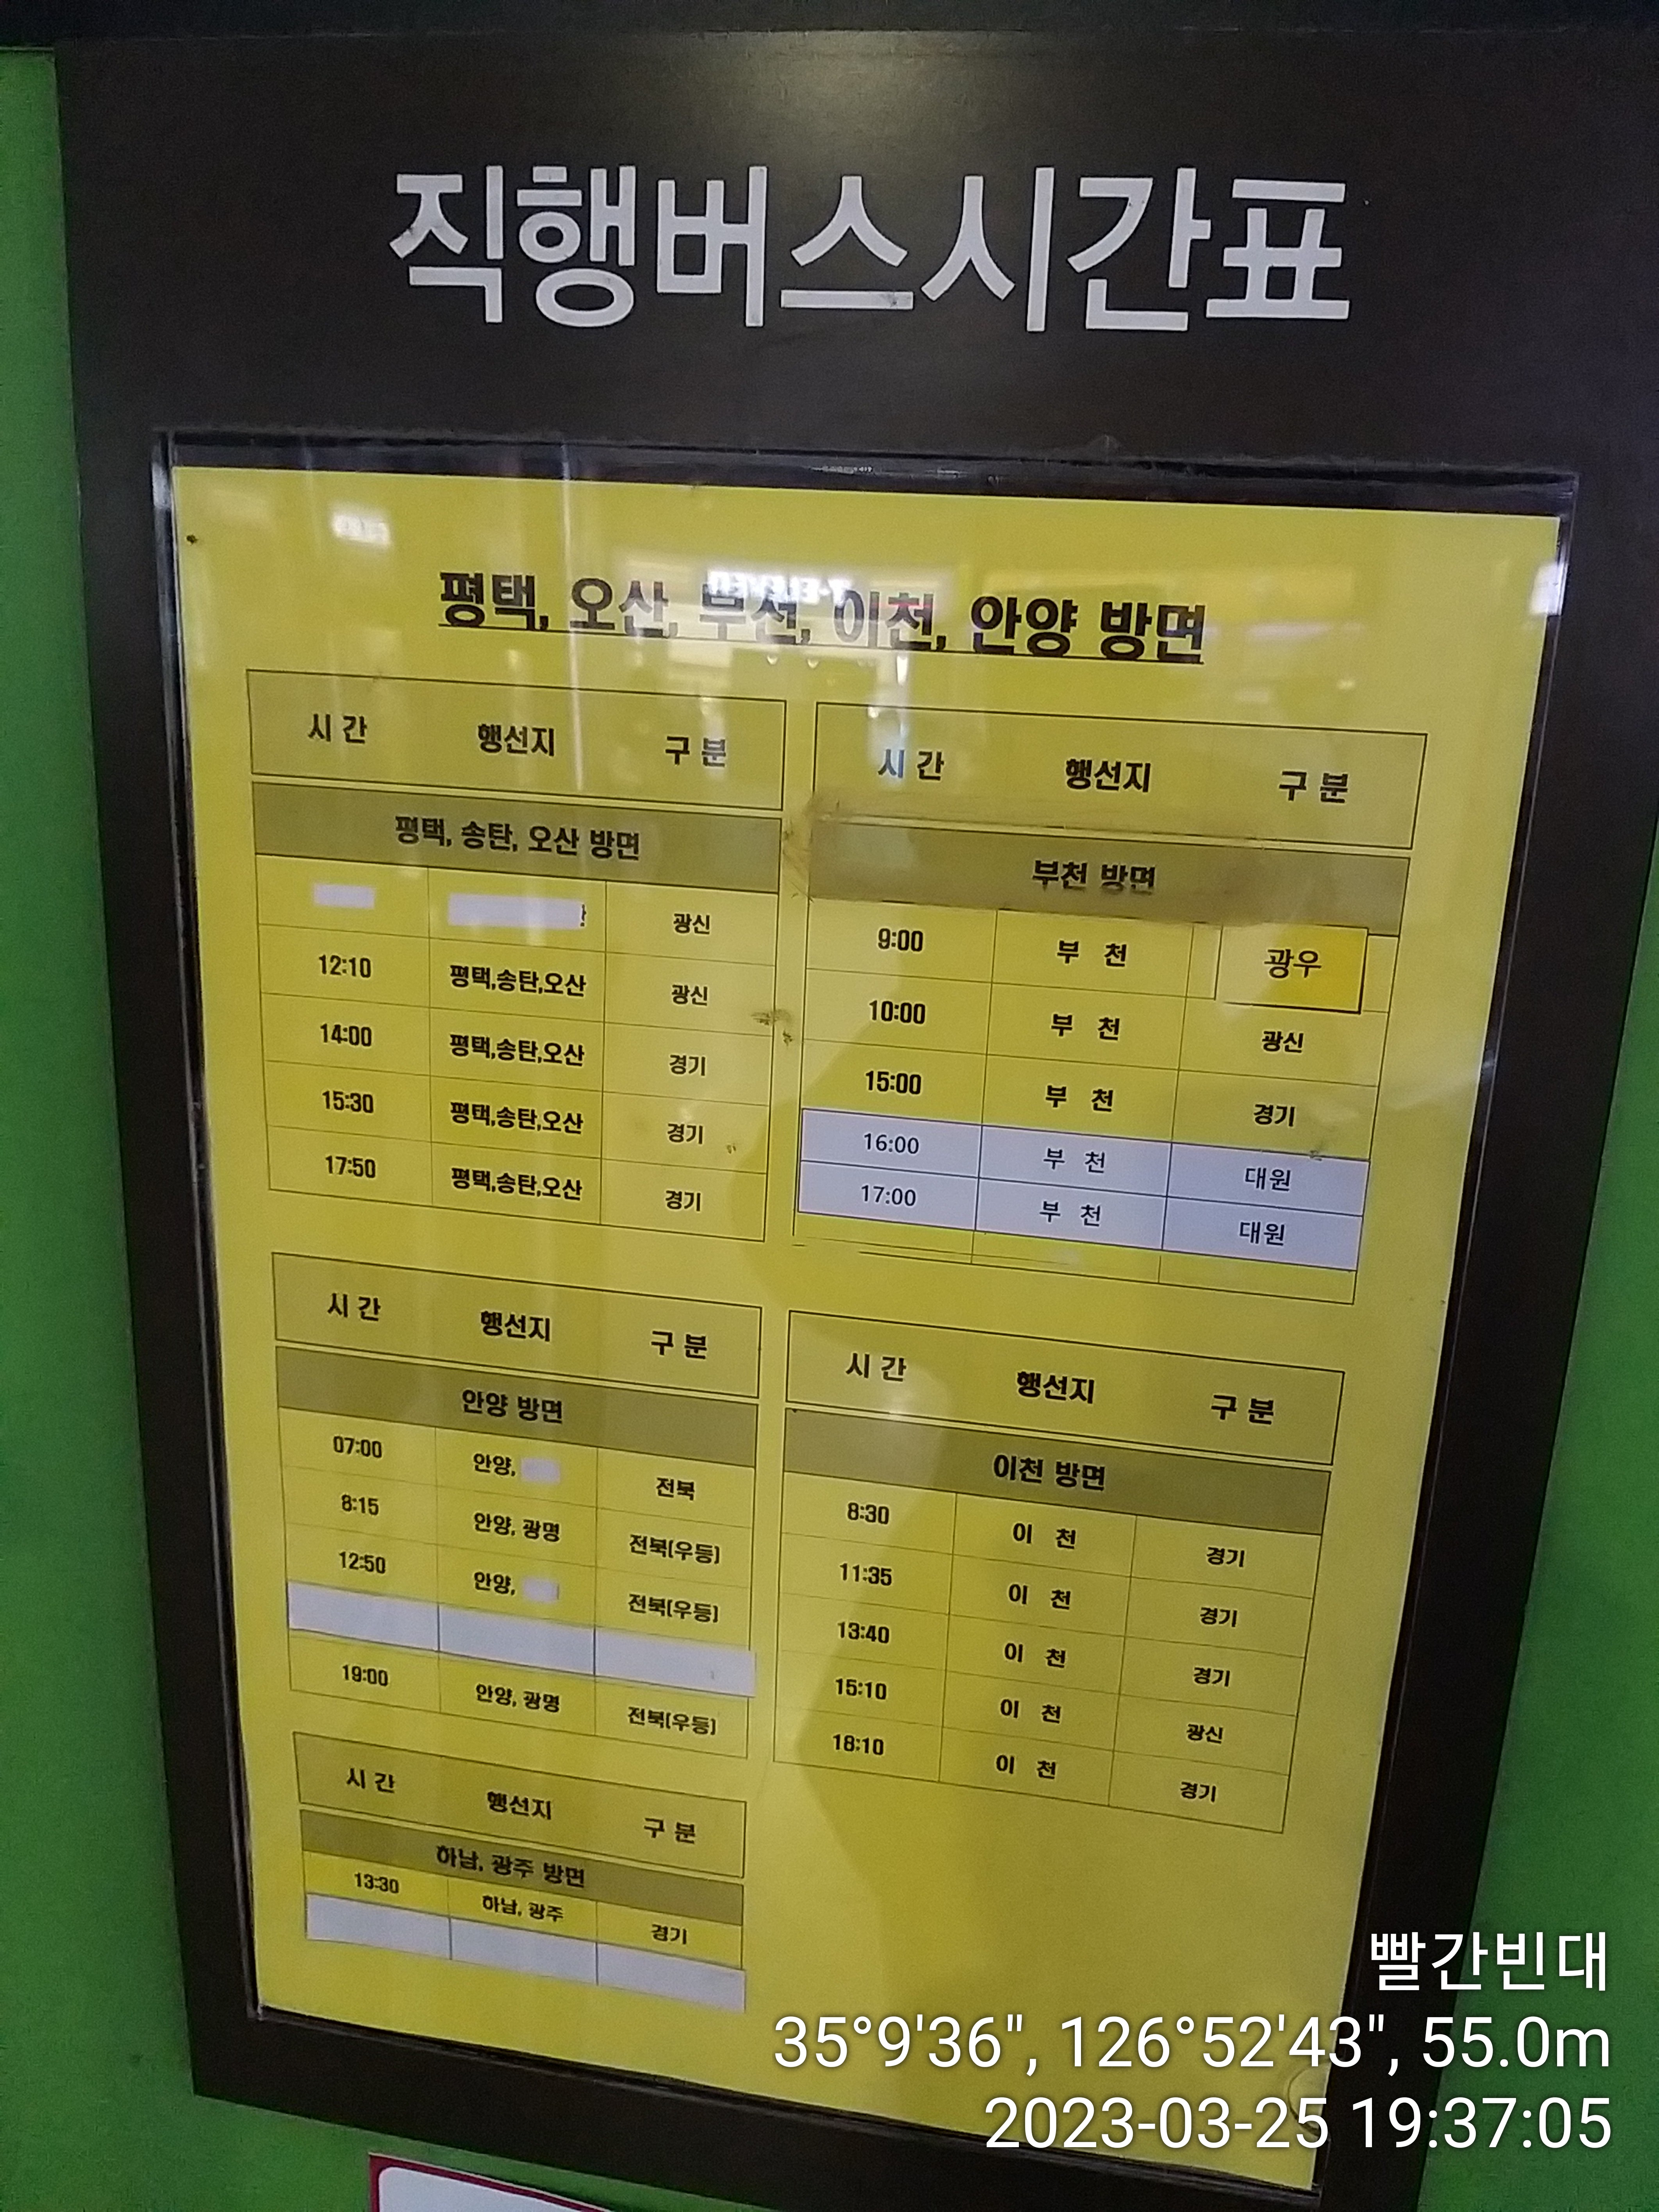 직행버스시간표
평택, 오산, 부천, 이천, 안양 방면
시 간 행선지 구 분
평택, 송탄, 오산 방면
광신
12:10 평택,송탄,오산 광신
14:00 평택,송탄,오산 경기
15:30 평택,송탄,오산 경기
17:50 평택,송탄,오산 경기
시 간 행선지 구 분
부천 방면
9:00 부 천 광우
10:00 부 천 광신
15:00 부 천 경기
16:00 부 천 대원
17:00 부 천 대원
시 간 행선지 구 분
안양 방면
07:00 안양, 전북
8:15 안양, 광명 전북(우등)
12:50 안양, 전북(우등)
19:00 안양, 광명 전북(우등)
시 간 행선지 구 분
이천 방면
8:30 이 천 경기
11:35 이 천 경기
13:40 이 천 경기
15:10 이 천 광신
18:10 이 천 경기
시 간 행선지 구 분
하남, 광주 방면
13:30 하남, 광주 경기
빨간빈대
35°9'36", 126°52'43", 55.0m
2023-03-25 19:37:05